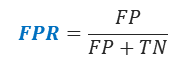 FPR = FP / (FP + TN)